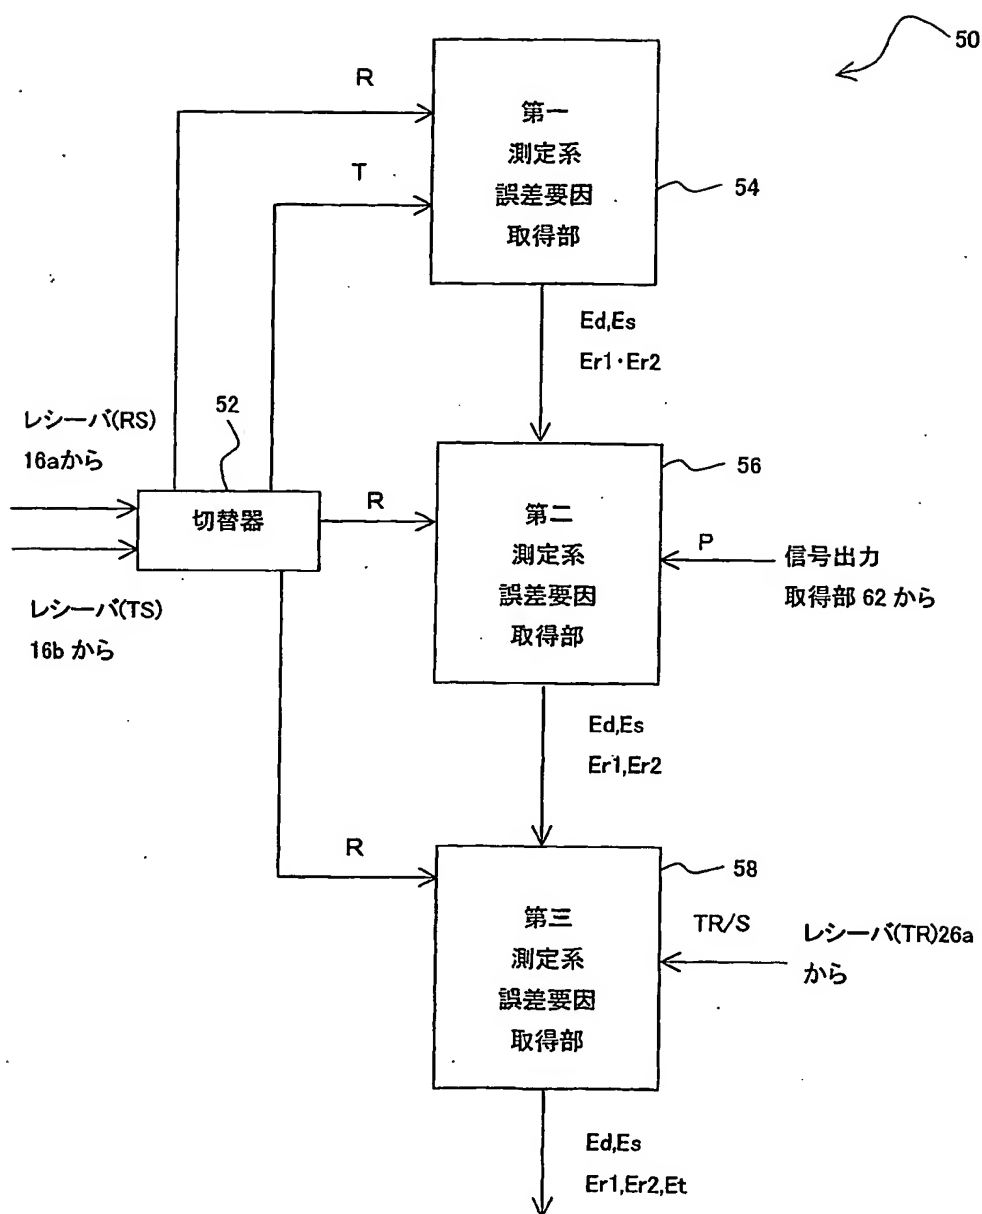 50
R
T
第一
測定系
誤差要因
取得部
54
Ed,Es
Er1・Er2
レシーバ(RS)
16aから
52
切替器
レシーバ(TS)
16b から
R
第二
測定系
誤差要因
取得部
56
P
信号出力
取得部 62 から
Ed,Es
Er1,Er2
R
第三
測定系
誤差要因
取得部
58
TR/S
レシーバ(TR)26a
から
Ed,Es
Er1,Er2,Et